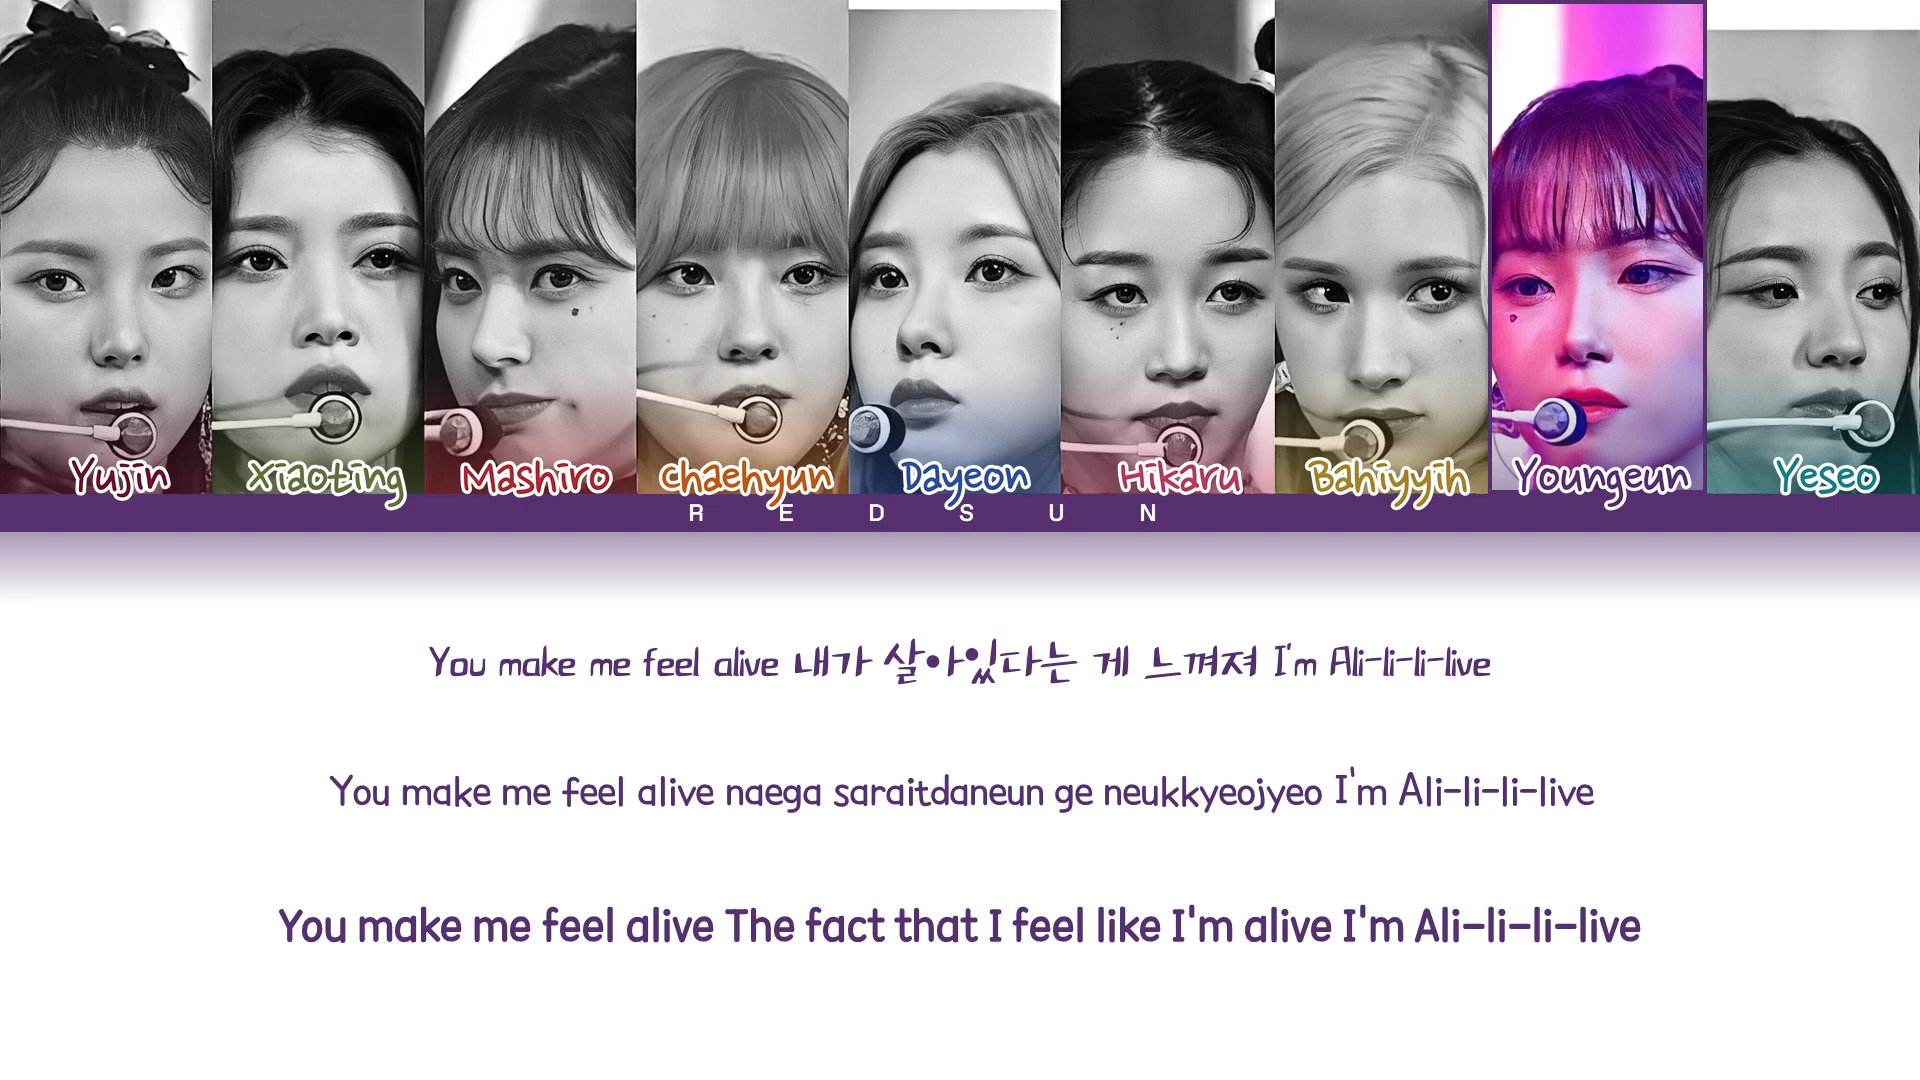 Yujin Xiaoting Mashiro Chaehyun Dayeon Hikaru Bahiyyih Youngeun Yeseo
REDSUN
You make me feel alive 내가 살아있다는 게 느껴져 I'm Ali-li-li-live
You make me feel alive naega saraitdaneun ge neukkyeojyeo I'm Ali-li-li-live
You make me feel alive The fact that I feel like I'm alive I'm Ali-li-li-live